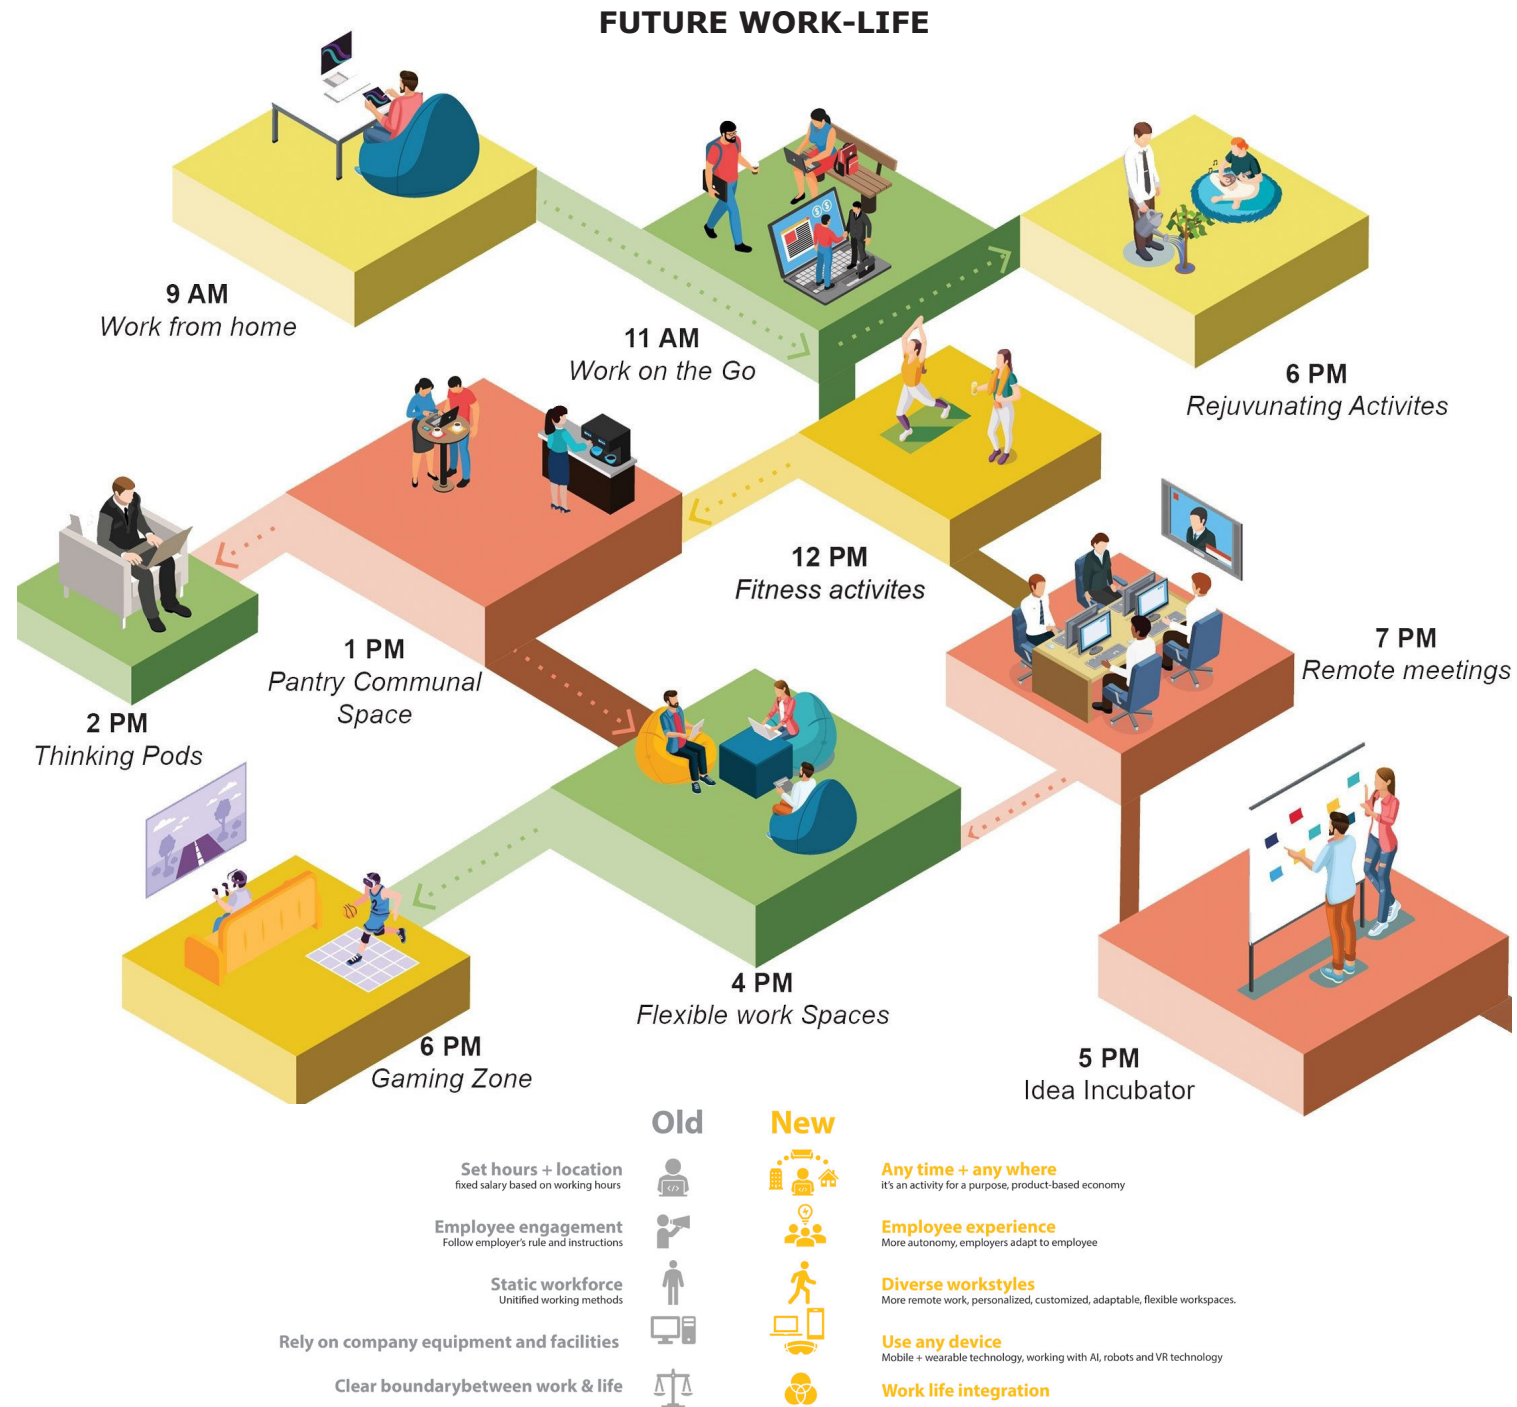 FUTURE WORK-LIFE
9 AM
Work from home
11 AM
Work on the Go
6 PM
Rejuvunating Activites
12 PM
Fitness activites
1 PM
Pantry Communal
Space
7 PM
Remote meetings
2 PM
Thinking Pods
4 PM
Flexible work Spaces
6 PM
Gaming Zone
5 PM
Idea Incubator
Old
New
Set hours + location
fixed salary based on working hours
Any time + any where
it's an activity for a purpose, product-based economy
Employee engagement
Follow employer's rule and instructions
Employee experience
More autonomy, employers adapt to employee
Static workforce
Unitified working methods
Diverse workstyles
More remote work, personalized, customized, adaptable, flexible workspaces.
Rely on company equipment and facilities
Use any device
Mobile + wearable technology, working with AI, robots and VR technology
Clear boundarybetween work & life
Work life integration